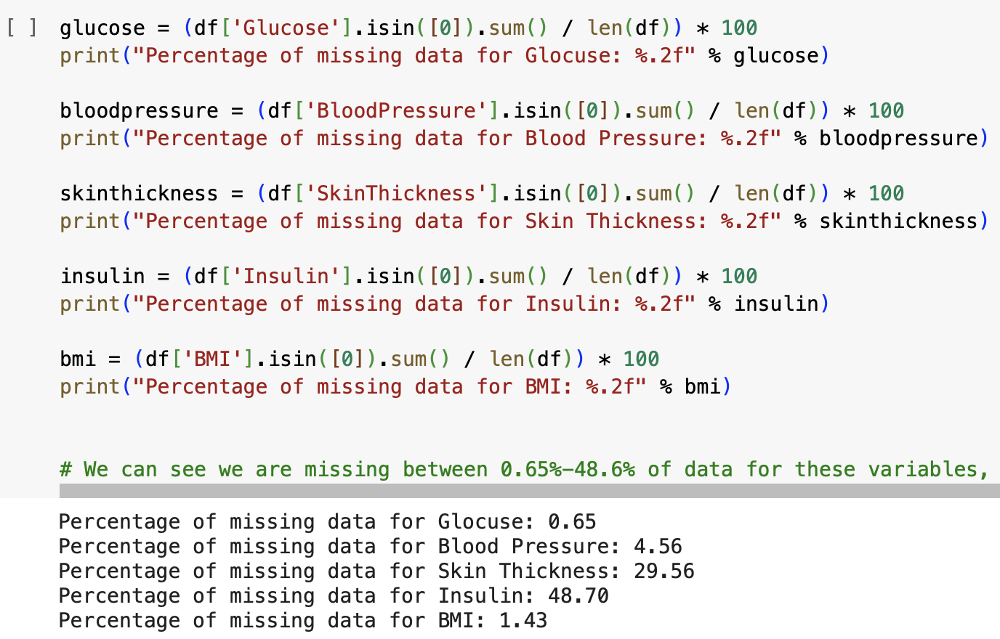 [ ] glucose = (df['Glucose'].isin([0]).sum() / len(df)) * 100
print("Percentage of missing data for Glocuse: %.2f" % glucose)
bloodpressure = (df['BloodPressure'].isin([0]).sum() / len(df)) * 100
print("Percentage of missing data for Blood Pressure: %.2f" % bloodpressure)
skinthickness = (df['SkinThickness'].isin([0]).sum() / len(df)) * 100
print("Percentage of missing data for Skin Thickness: %.2f" % skinthickness)
insulin = (df['Insulin'].isin([0]).sum() / len(df)) * 100
print("Percentage of missing data for Insulin: %.2f" % insulin)
bmi = (df['BMI'].isin([0]).sum() / len(df)) * 100
print("Percentage of missing data for BMI: %.2f" % bmi)
# We can see we are missing between 0.65%-48.6% of data for these variables,
Percentage of missing data for Glocuse: 0.65
Percentage of missing data for Blood Pressure: 4.56
Percentage of missing data for Skin Thickness: 29.56
Percentage of missing data for Insulin: 48.70
Percentage of missing data for BMI: 1.43